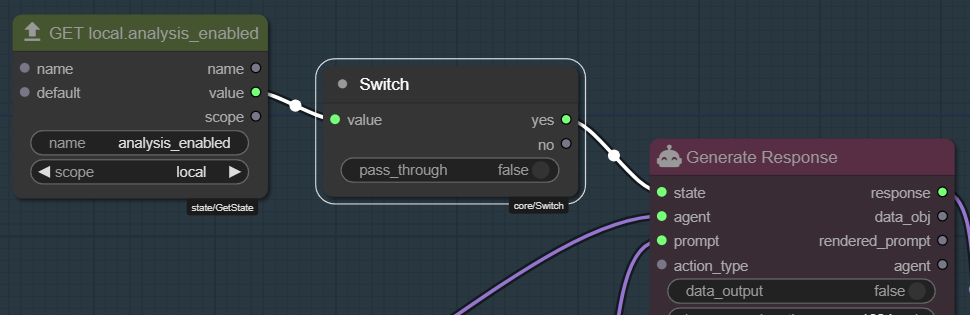 GET local.analysis_enabled
name name
default value
scope
name analysis_enabled
scope local
state/GetState
Switch
value yes
no
pass_through false
core/Switch
Generate Response
state response
agent data_obj
prompt rendered_prompt
action_type agent
data_output false